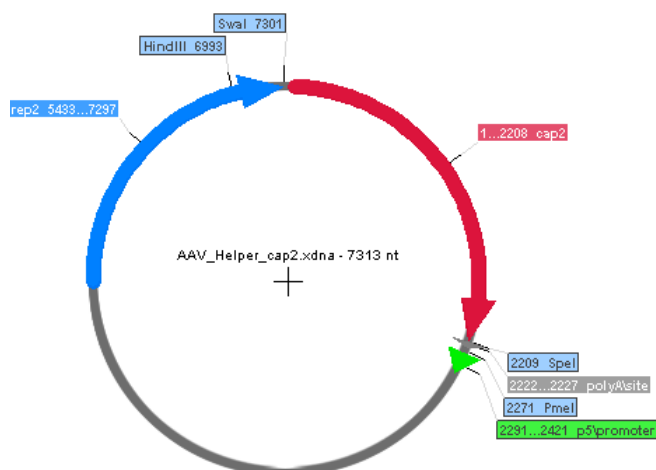 SwaI 7301
HindIII 6993
rep2 5433...7297
1...2208 cap2
AAV_Helper_cap2.xdna - 7313 nt
2209 SpeI
2222...2227 polyA\site
2271 PmeI
2291...2421 p5\promoter